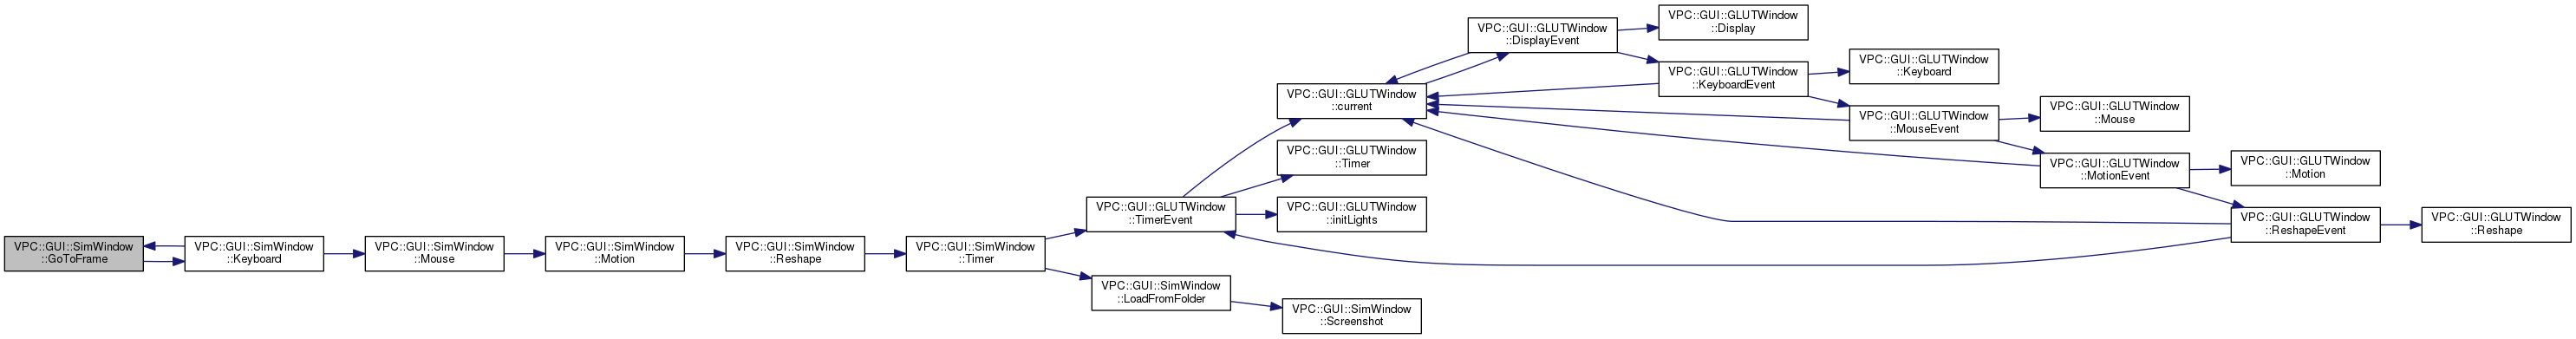 VPC::GUI::SimWindow
::GoToFrame
VPC::GUI::SimWindow
::Keyboard
VPC::GUI::SimWindow
::Mouse
VPC::GUI::SimWindow
::Motion
VPC::GUI::SimWindow
::Reshape
VPC::GUI::SimWindow
::Timer
VPC::GUI::GLUTWindow
::TimerEvent
VPC::GUI::SimWindow
::LoadFromFolder
VPC::GUI::GLUTWindow
::current
VPC::GUI::GLUTWindow
::Timer
VPC::GUI::GLUTWindow
::initLights
VPC::GUI::SimWindow
::Screenshot
VPC::GUI::GLUTWindow
::DisplayEvent
VPC::GUI::GLUTWindow
::Display
VPC::GUI::GLUTWindow
::KeyboardEvent
VPC::GUI::GLUTWindow
::Keyboard
VPC::GUI::GLUTWindow
::MouseEvent
VPC::GUI::GLUTWindow
::Mouse
VPC::GUI::GLUTWindow
::MotionEvent
VPC::GUI::GLUTWindow
::Motion
VPC::GUI::GLUTWindow
::ReshapeEvent
VPC::GUI::GLUTWindow
::Reshape